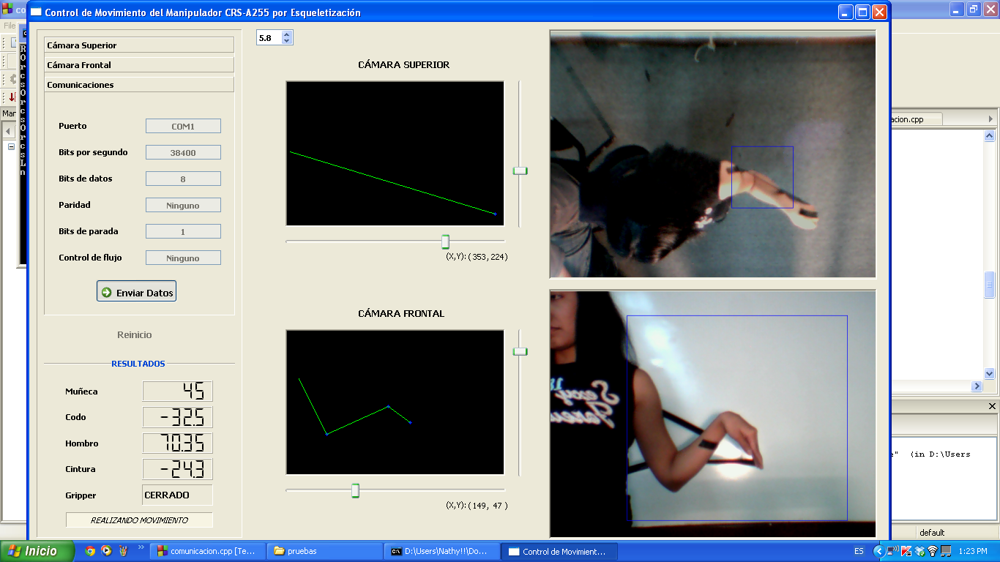 Control de Movimiento del Manipulador CRS-A255 por Esqueletización
File
Cámara Superior
Cámara Frontal
Comunicaciones
Puerto COM1
Bits por segundo 38400
Bits de datos 8
Paridad Ninguno
Bits de parada 1
Control de flujo Ninguno
Enviar Datos
Reinicio
RESULTADOS
Muñeca 45
Codo -32.5
Hombro 70.35
Cintura -24.3
Gripper CERRADO
REALIZANDO MOVIMIENTO
5.8
CÁMARA SUPERIOR
(X,Y): (353,224)
CÁMARA FRONTAL
(X,Y): (149, 47 )
Sexy
Mar
acion.cpp
e" (in D:\Users
default
Inicio
comunicacion.cpp [Te...
pruebas
D:\Users\Nathy!!\Do...
Control de Movimient...
ES
1:23 PM